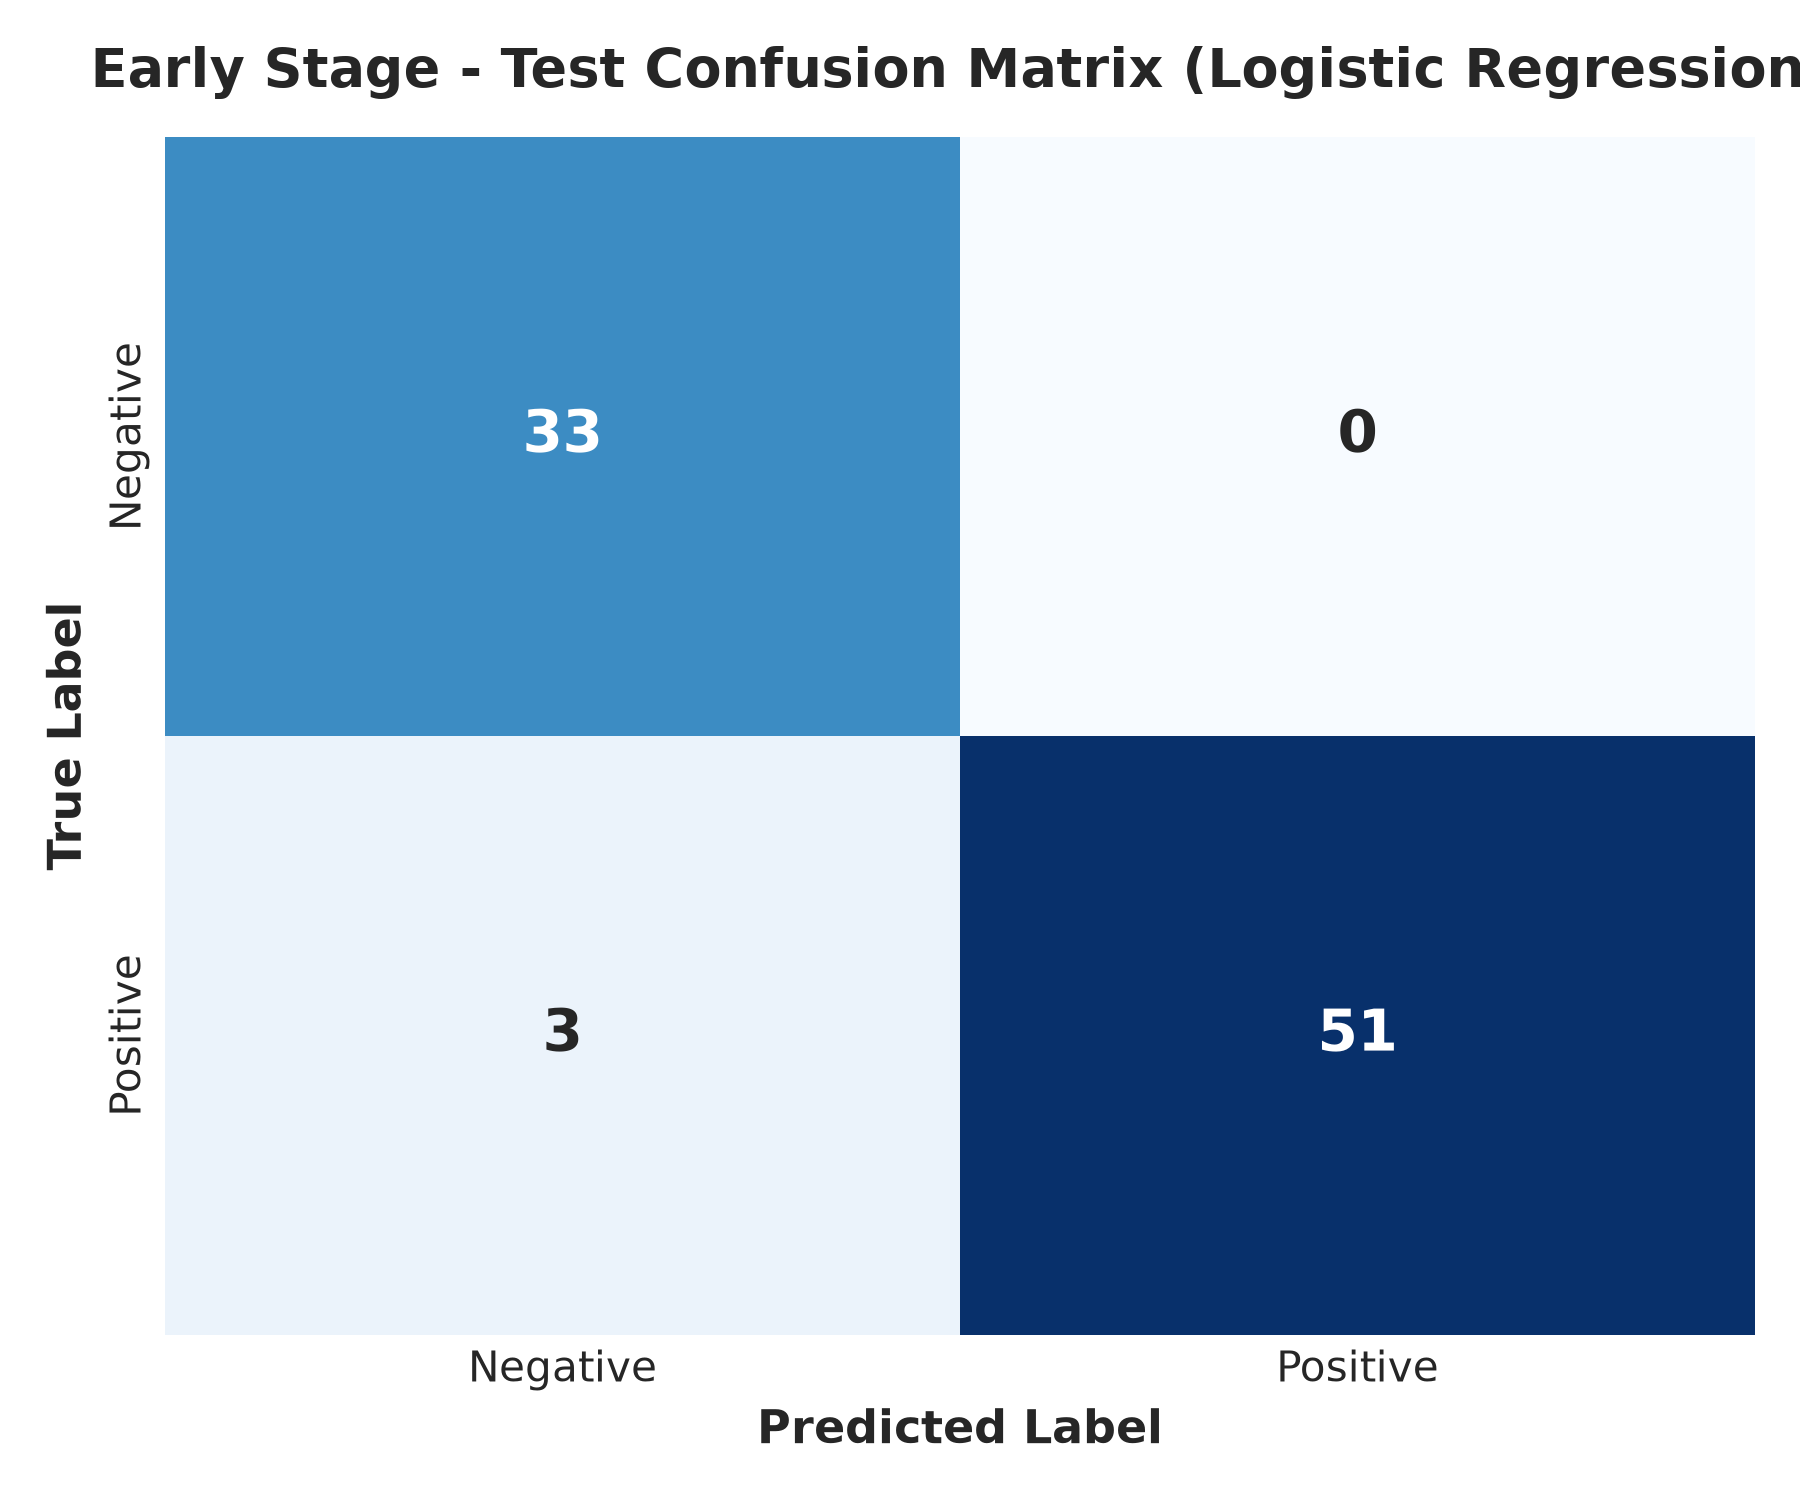 Early Stage - Test Confusion Matrix (Logistic Regression
Negative
33
0
True Label
Positive
3
51
Negative
Positive
Predicted Label